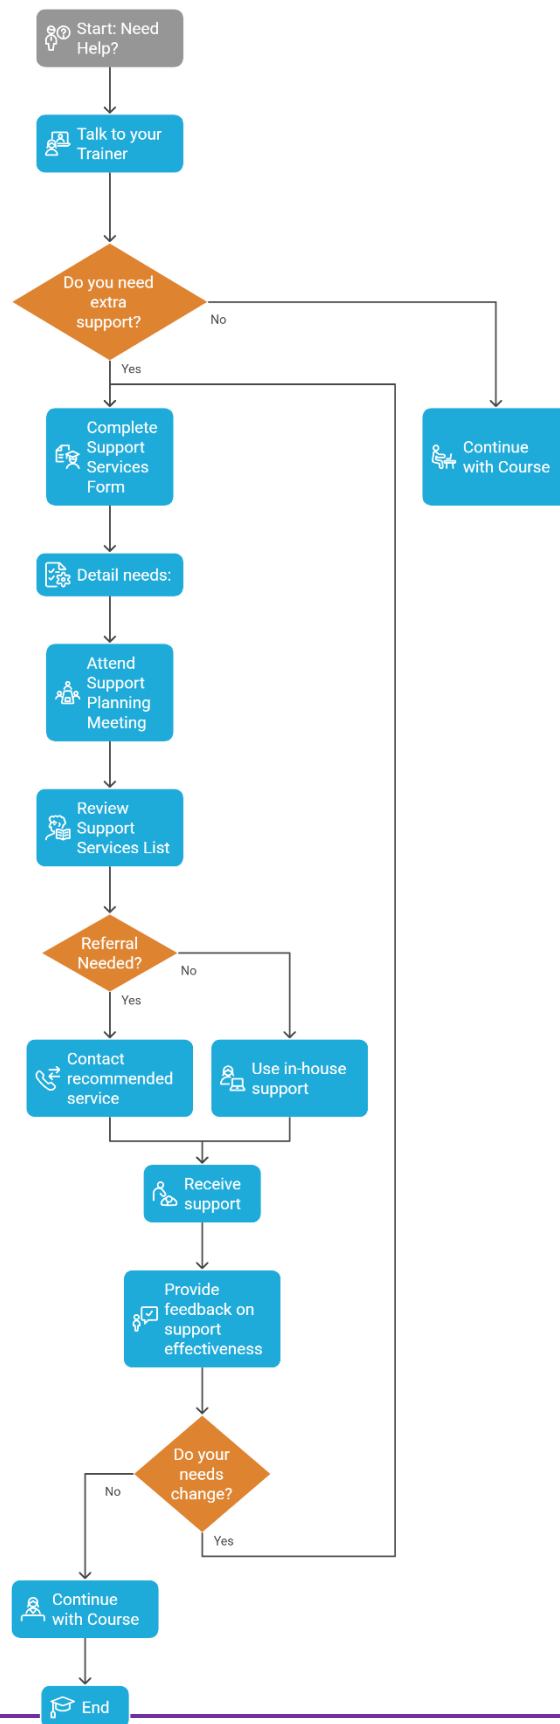 Start: Need
Help?
Talk to your
Trainer
Do you need
extra
support?
No
Yes
Complete
Support
Services
Form
Continue
with Course
Detail needs:
Attend
Support
Planning
Meeting
Review
Support
Services List
Referral
Needed?
No
Yes
Contact
recommended
service
Use in-house
support
Receive
support
Provide
feedback on
support
effectiveness
Do your
needs
change?
No
Yes
Continue
with Course
End